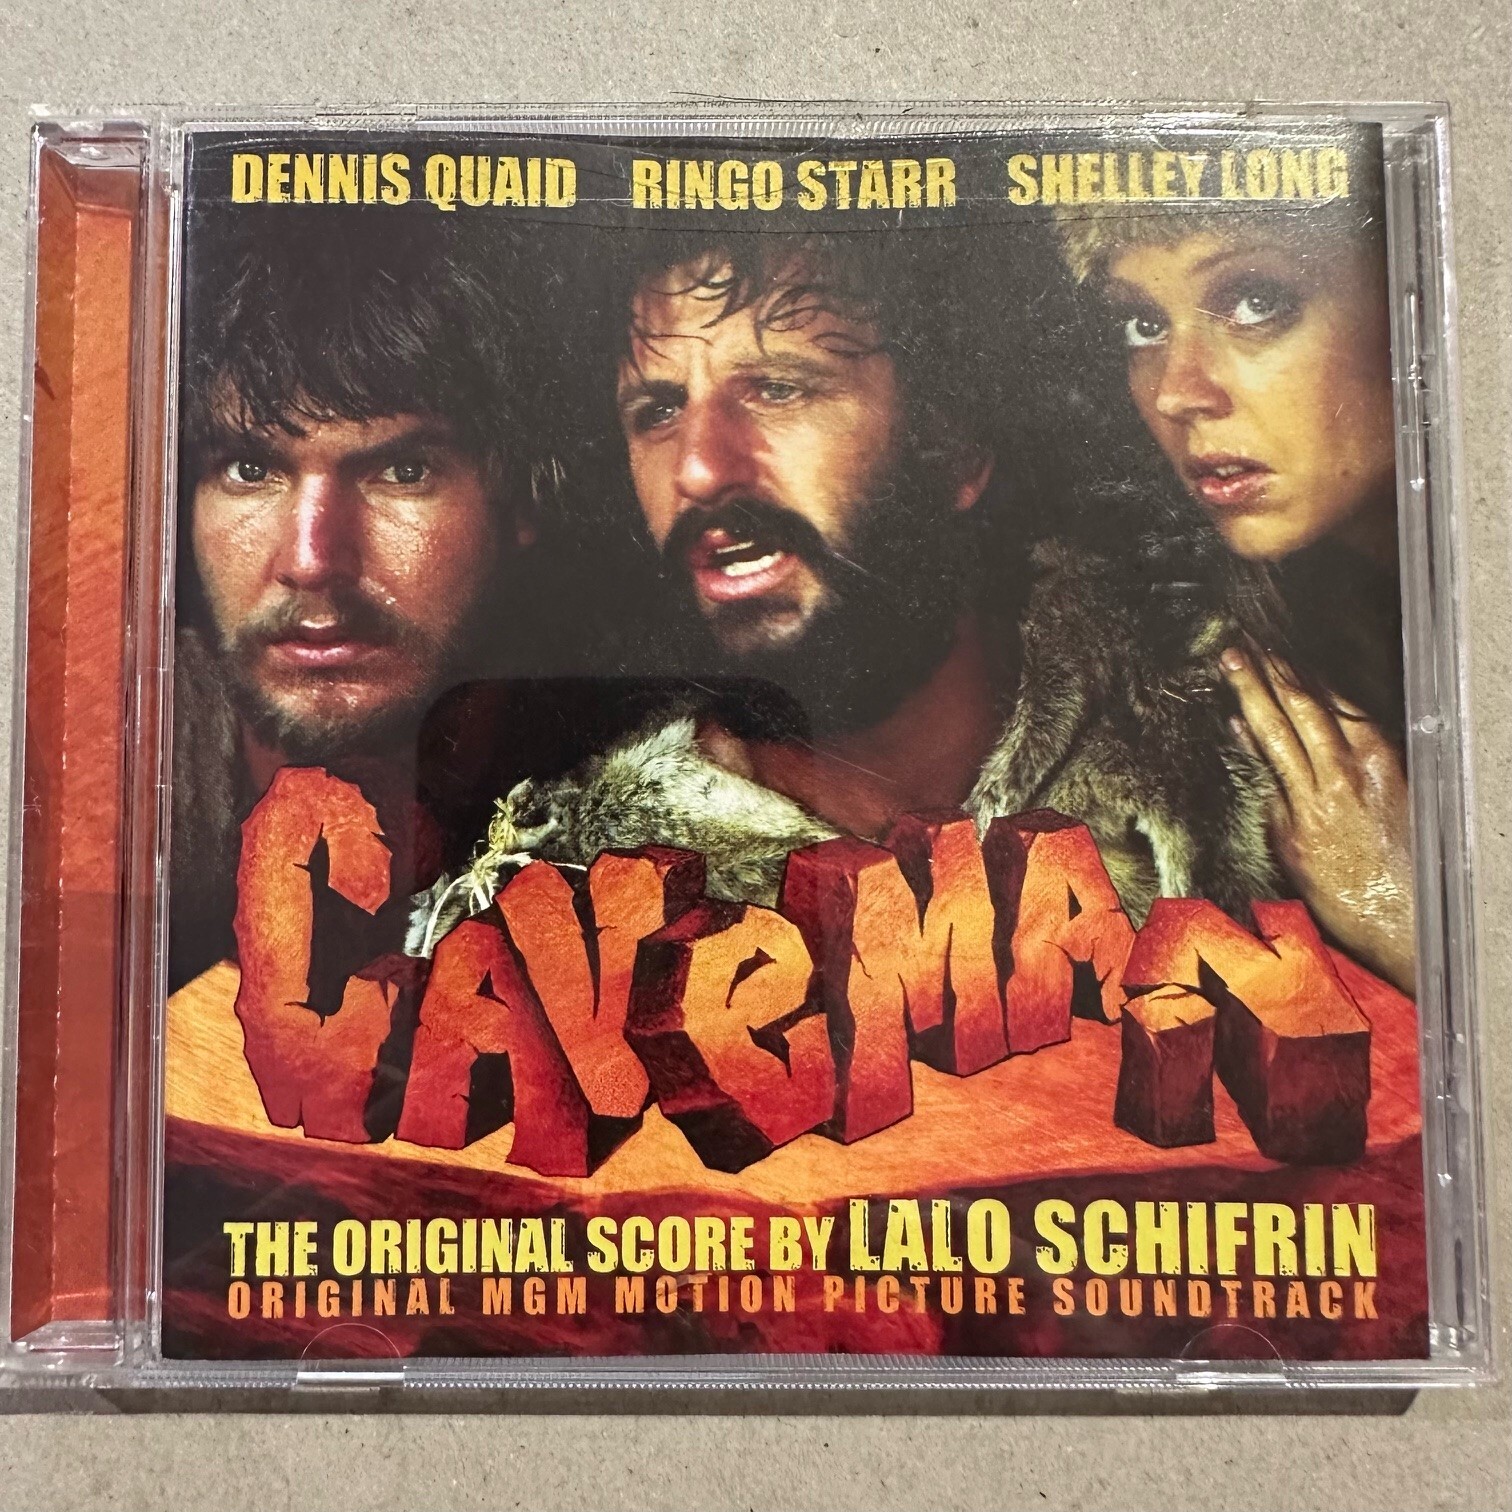 DENNIS QUAID RINGO STARR SHELLEY LONG
CAVEMAN
THE ORIGINAL SCORE BY LALO SCHIFRIN
ORIGINAL MGM MOTION PICTURE SOUNDTRACK